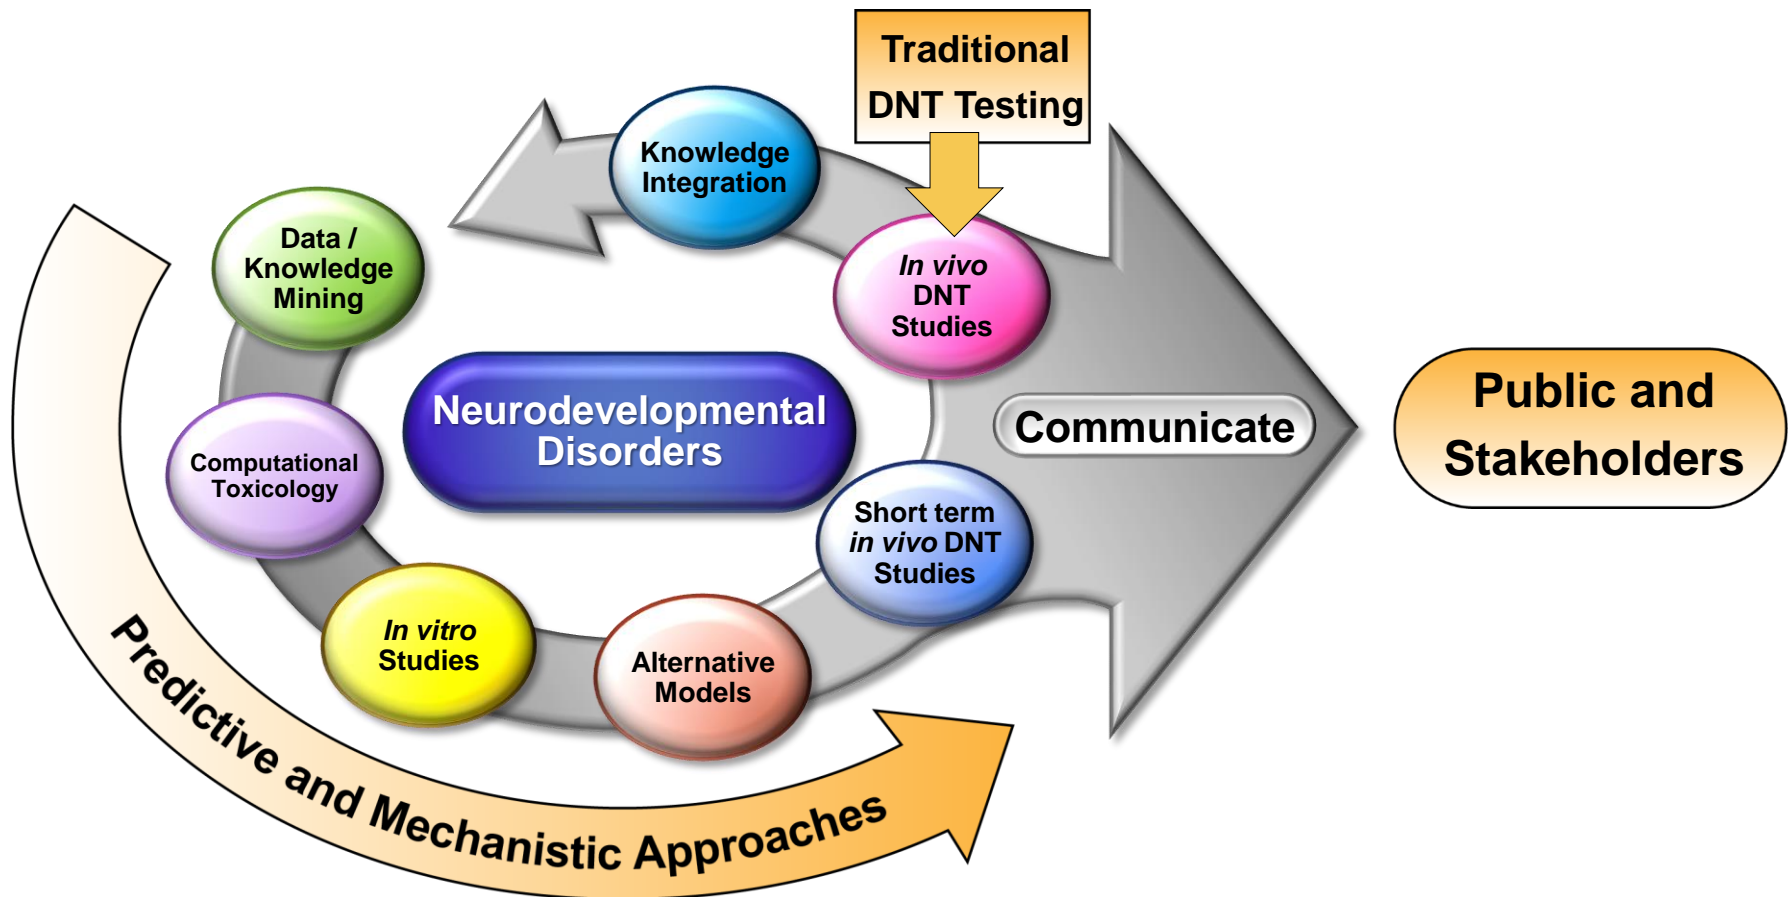 Traditional
DNT Testing
Knowledge
Integration
Data /
Knowledge
Mining
In vivo
DNT
Studies
Neurodevelopmental
Disorders
Communicate
Public and
Stakeholders
Computational
Toxicology
Short term
in vivo DNT
Studies
In vitro
Studies
Alternative
Models
Predictive and Mechanistic Approaches